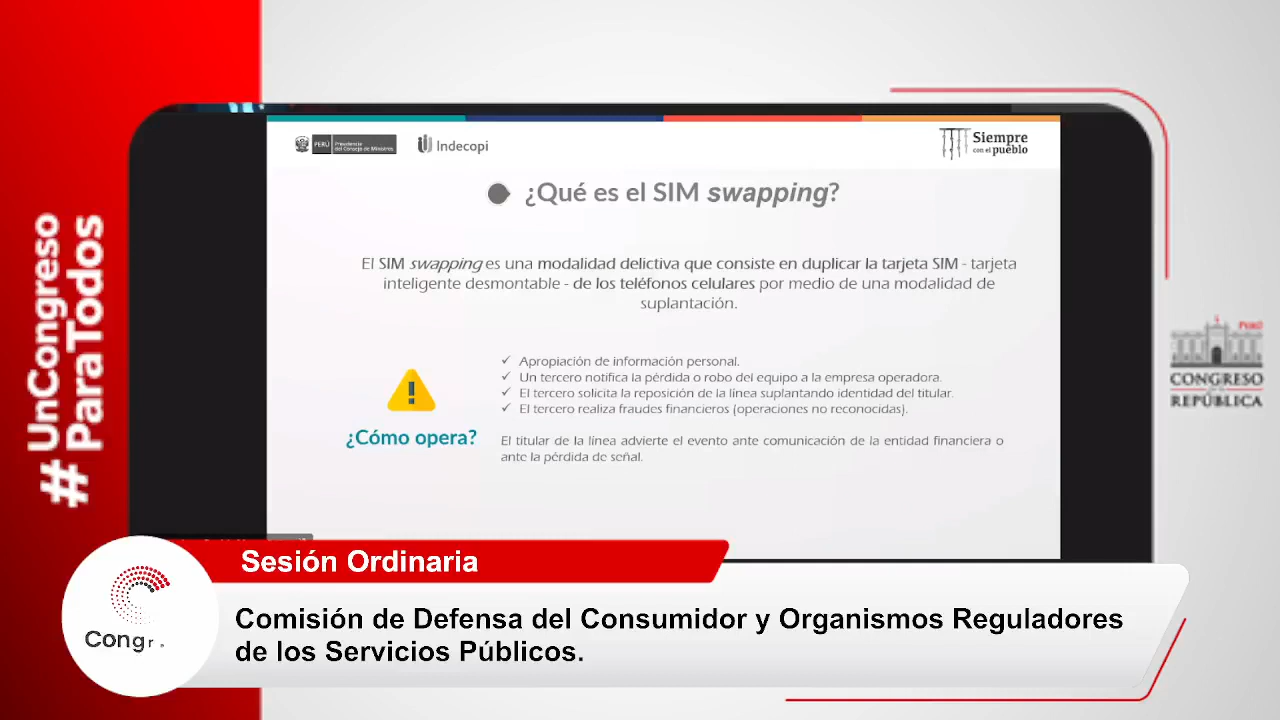 #UnCongreso
ParaTodos
PERÚ
Presidencia
del Consejo de Ministros
Indecopi
Siempre
con el pueblo
¿Qué es el SIM swapping?
El SIM swapping es una modalidad delictiva que consiste en duplicar la tarjeta SIM - tarjeta
inteligente desmontable - de los teléfonos celulares por medio de una modalidad de
suplantación.
✓ Apropiación de información personal.
✓ Un tercero notifica la pérdida o robo del equipo a la empresa operadora.
✓ El tercero solicita la reposición de la línea suplantando identidad del titular.
✓ El tercero realiza fraudes financieros (operaciones no reconocidas).
¿Cómo opera?
El titular de la línea advierte el evento ante comunicación de la entidad financiera o
ante la pérdida de señal.
PERÚ
CONGRESO
REPÚBLICA
Sesión Ordinaria
Congr
Comisión de Defensa del Consumidor y Organismos Reguladores
de los Servicios Públicos.